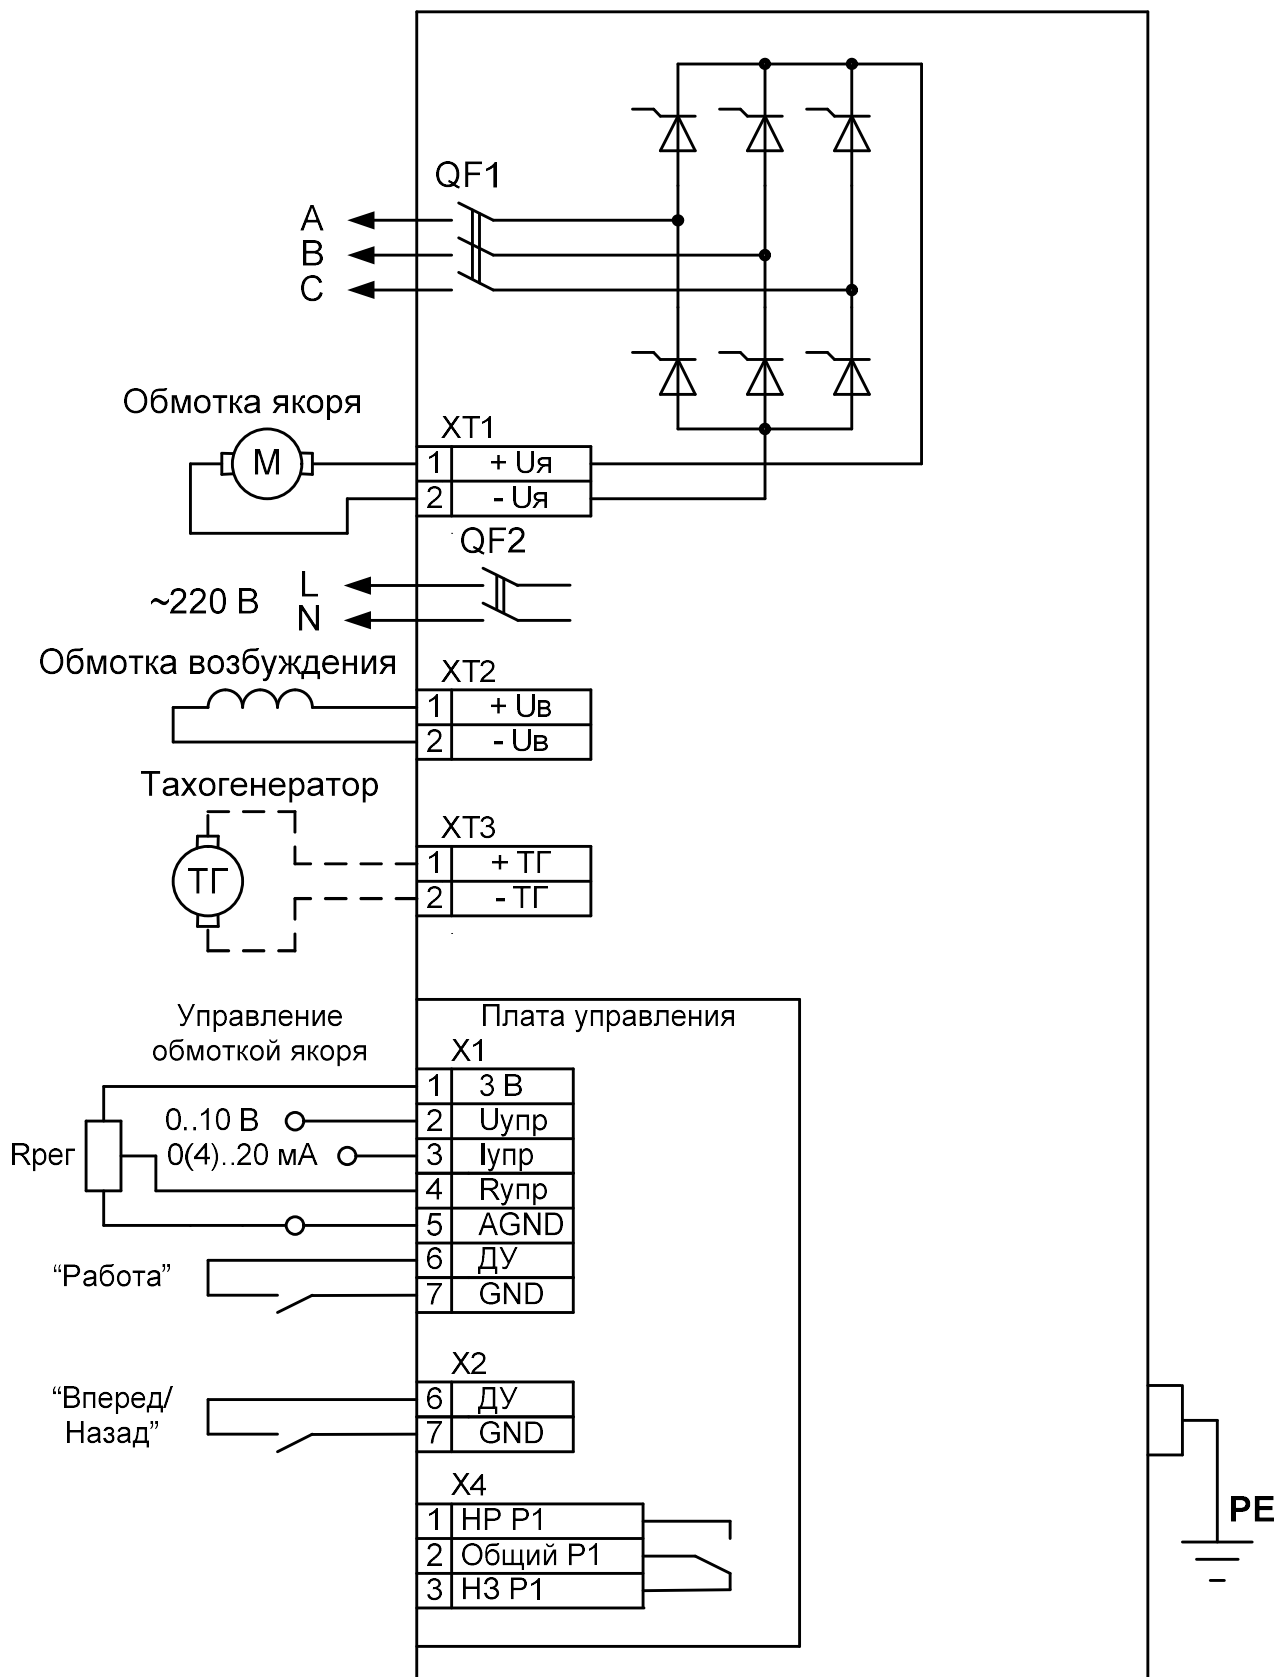 QF1
A
B
C
Обмотка якоря
M
XT1
1 + Uя
2 - Uя
QF2
~220 В
L
N
Обмотка возбуждения
XT2
1 + Uв
2 - Uв
Тахогенератор
ТГ
XT3
1 + ТГ
2 - ТГ
Управление
обмоткой якоря
Плата управления
X1
1 3 В
0..10 В 2 Uупр
Rрег 0(4)..20 мА 3 Iупр
4 Rупр
5 AGND
6 ДУ
“Работа”
7 GND
X2
“Вперед/
Назад”
6 ДУ
7 GND
X4
1 НР Р1
2 Общий Р1
3 НЗ Р1
PE